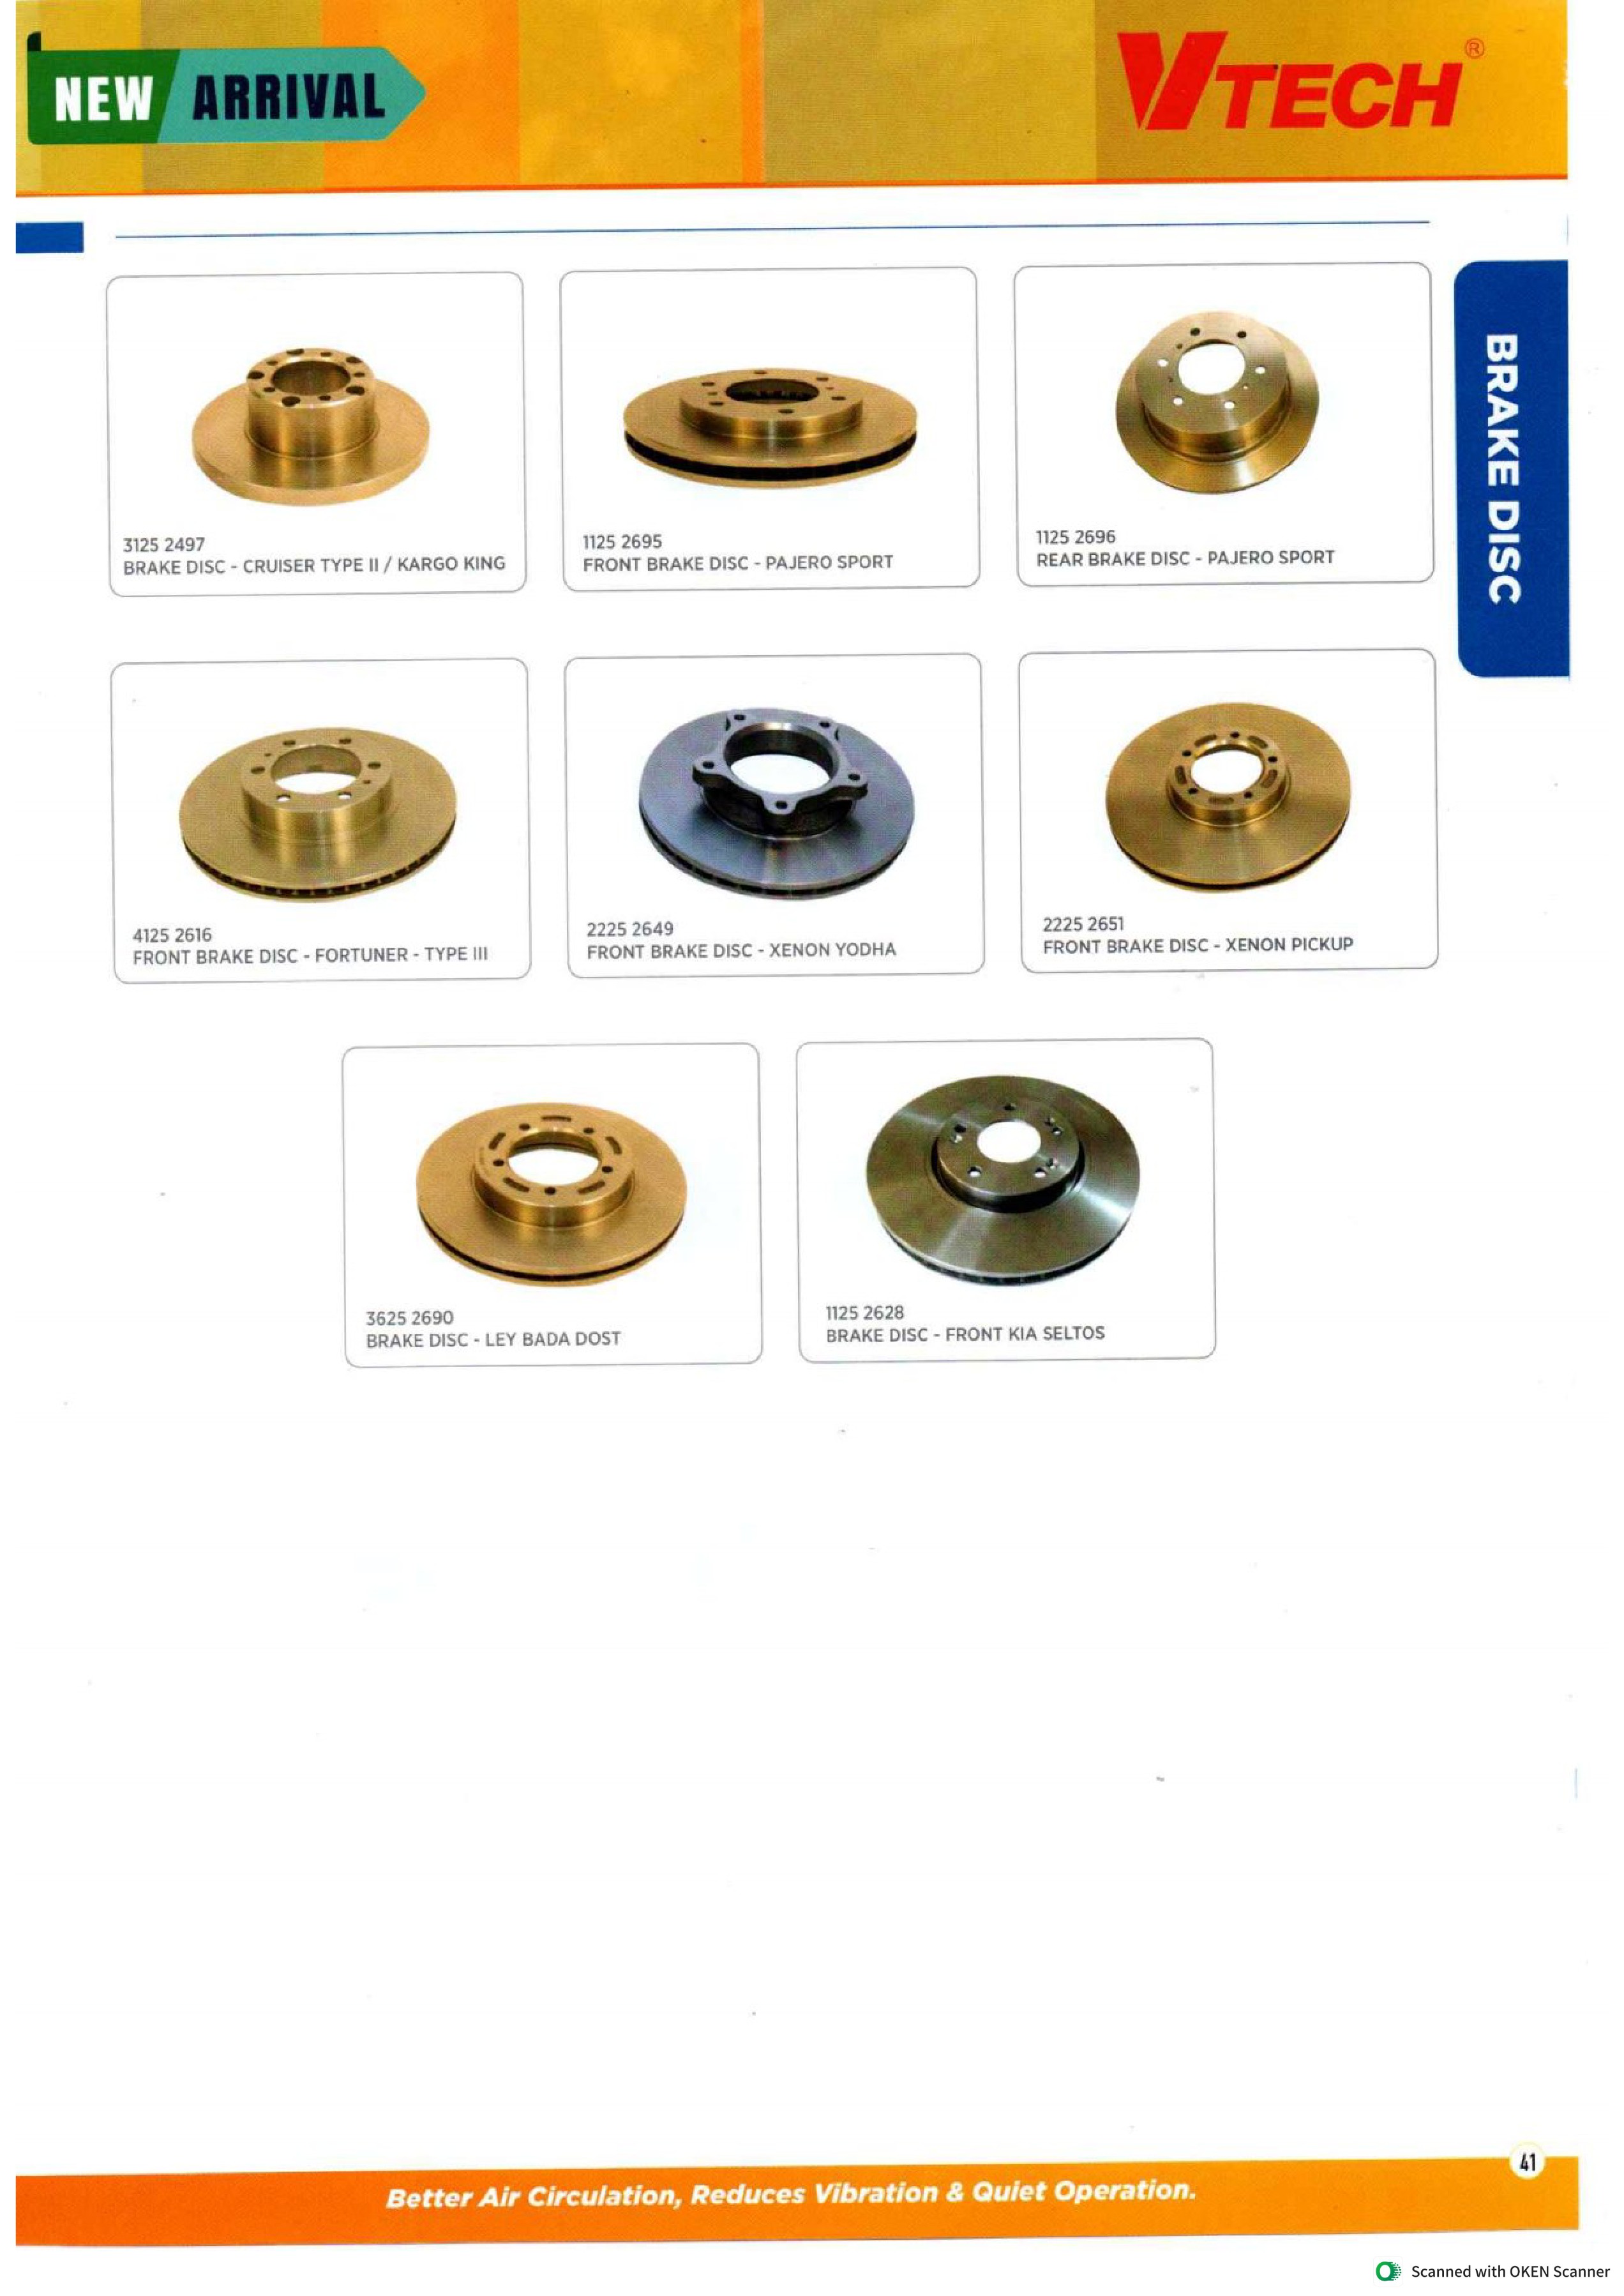 NEW ARRIVAL
VTECH®
BRAKE DISC
3125 2497
BRAKE DISC - CRUISER TYPE II / KARGO KING
1125 2695
FRONT BRAKE DISC - PAJERO SPORT
1125 2696
REAR BRAKE DISC - PAJERO SPORT
4125 2616
FRONT BRAKE DISC - FORTUNER - TYPE III
2225 2649
FRONT BRAKE DISC - XENON YODHA
2225 2651
FRONT BRAKE DISC - XENON PICKUP
3625 2690
BRAKE DISC - LEY BADA DOST
1125 2628
BRAKE DISC - FRONT KIA SELTOS
41
Better Air Circulation, Reduces Vibration & Quiet Operation.
Scanned with OKEN Scanner